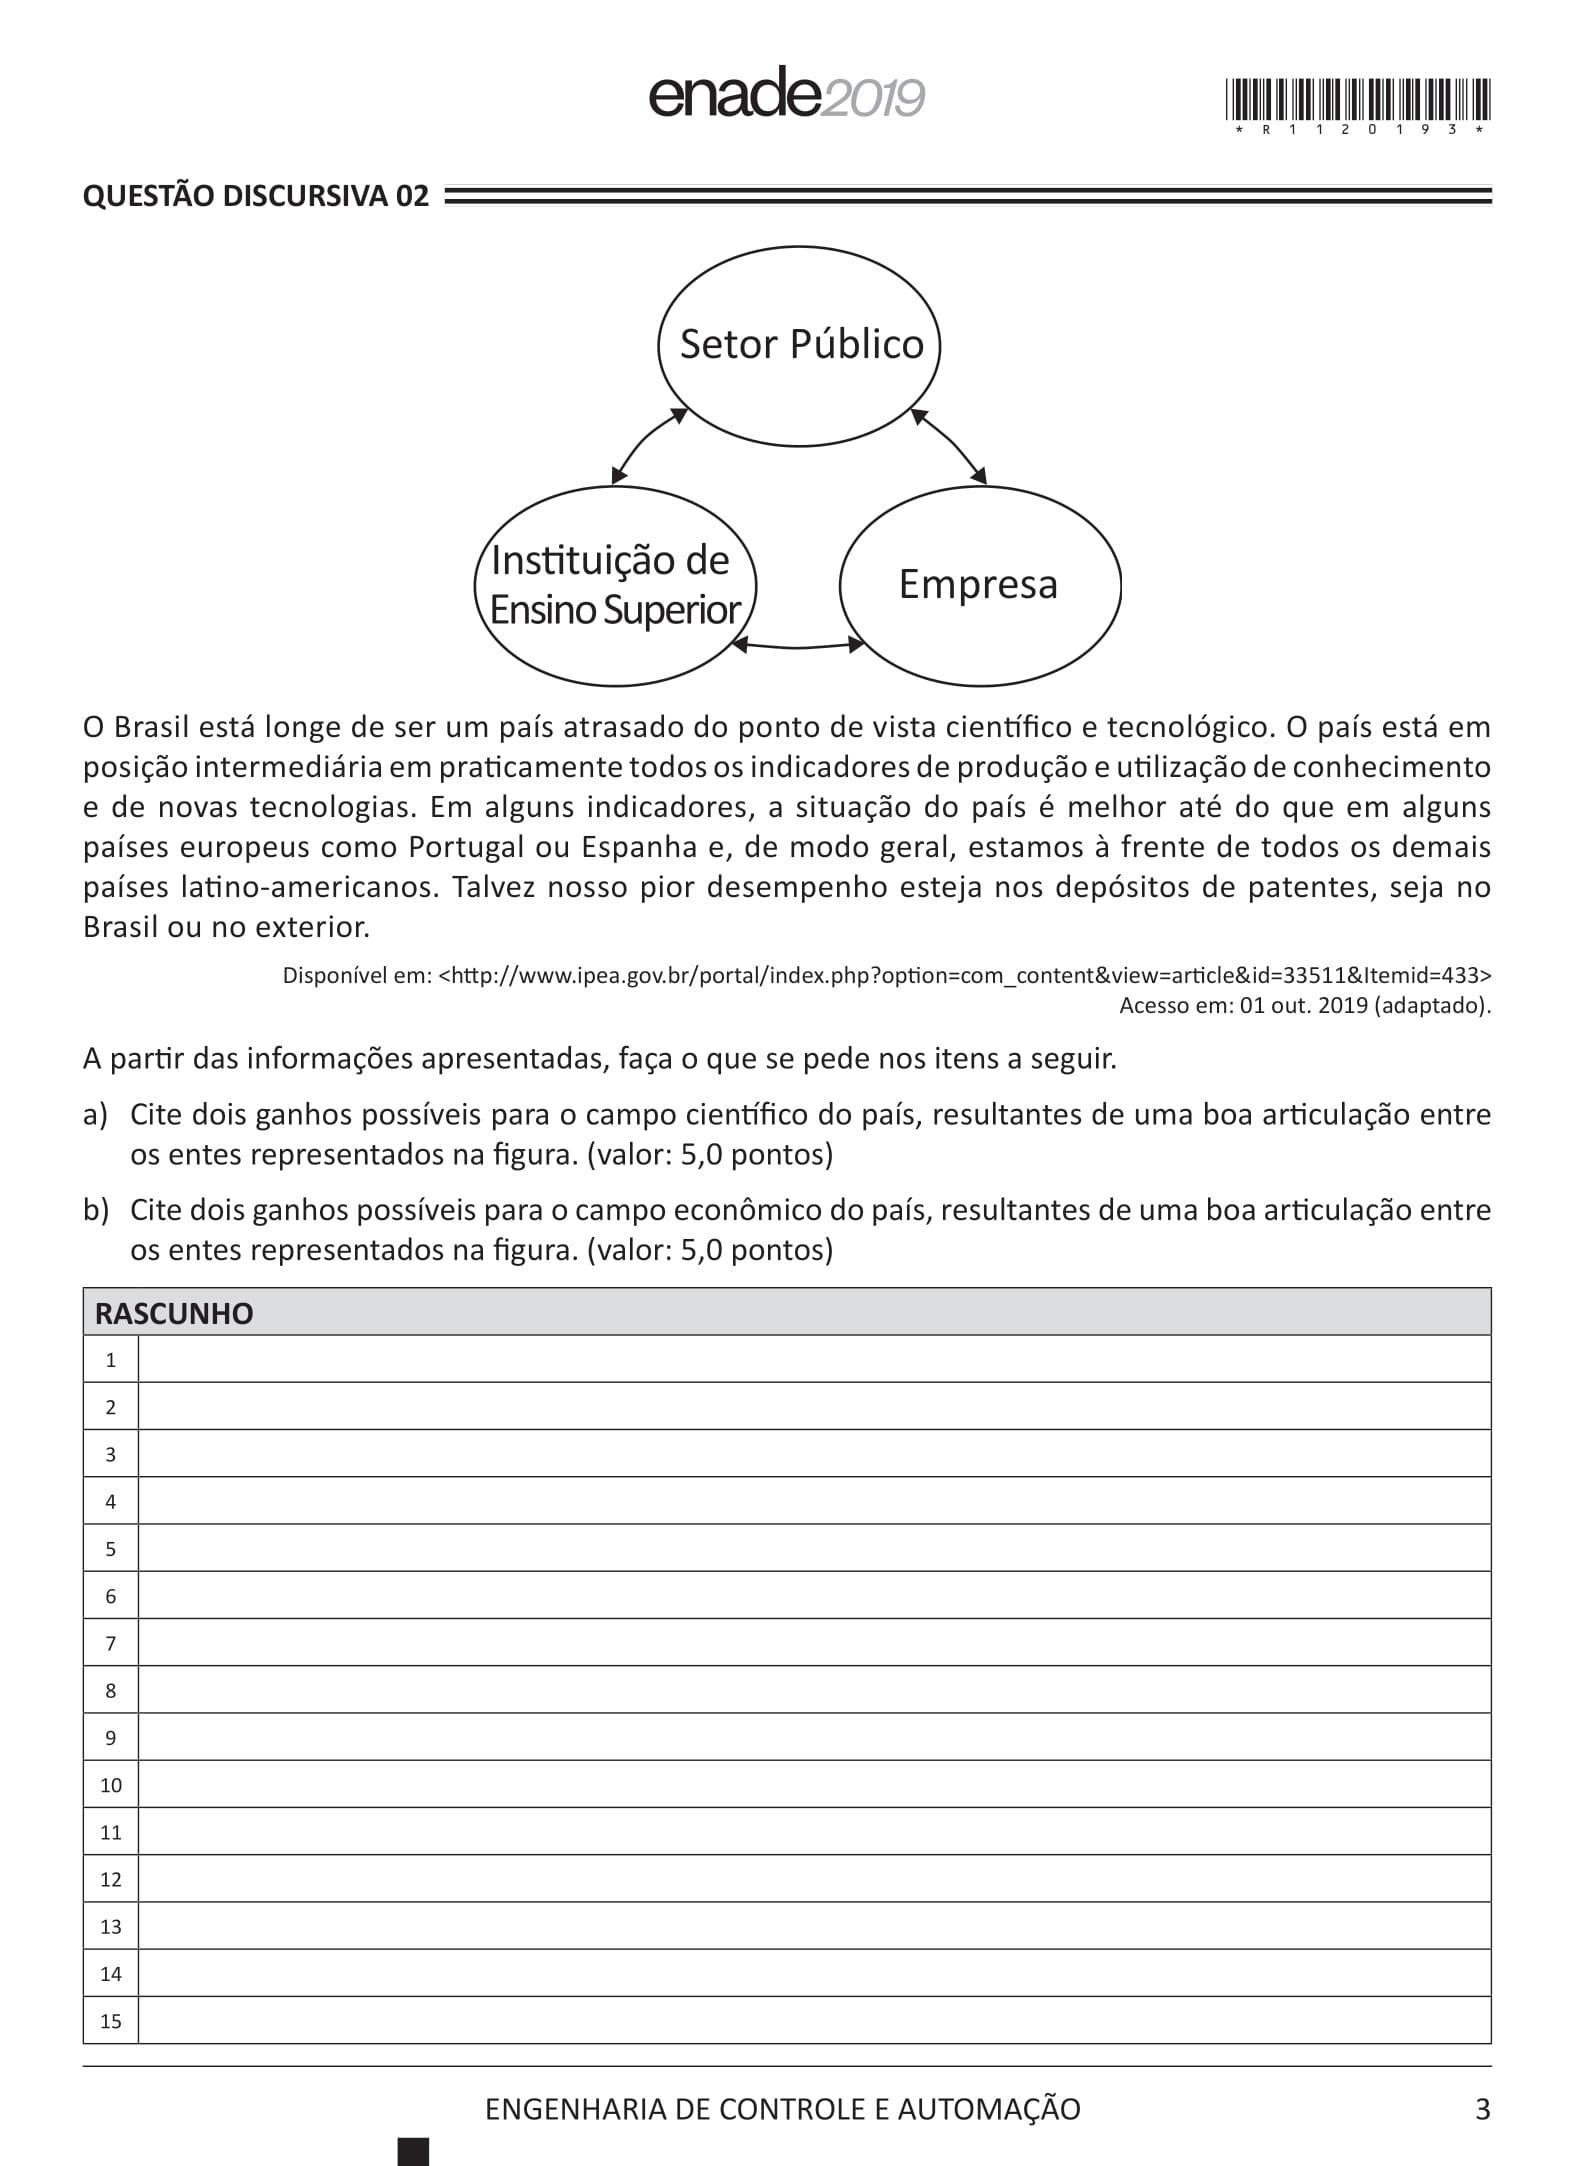 enade2019
*R1120193*
QUESTÃO DISCURSIVA 02
Setor Público
Instituição de
Ensino Superior
Empresa
O Brasil está longe de ser um país atrasado do ponto de vista científico e tecnológico. O país está em
posição intermediária em praticamente todos os indicadores de produção e utilização de conhecimento
e de novas tecnologias. Em alguns indicadores, a situação do país é melhor até do que em alguns
países europeus como Portugal ou Espanha e, de modo geral, estamos à frente de todos os demais
países latino-americanos. Talvez nosso pior desempenho esteja nos depósitos de patentes, seja no
Brasil ou no exterior.
Disponível em: <http://www.ipea.gov.br/portal/index.php?option=com_content&view=article&id=33511&Itemid=433>
Acesso em: 01 out. 2019 (adaptado).
A partir das informações apresentadas, faça o que se pede nos itens a seguir.
a) Cite dois ganhos possíveis para o campo científico do país, resultantes de uma boa articulação entre
os entes representados na figura. (valor: 5,0 pontos)
b) Cite dois ganhos possíveis para o campo econômico do país, resultantes de uma boa articulação entre
os entes representados na figura. (valor: 5,0 pontos)
RASCUNHO
1
2
3
4
5
6
7
8
9
10
11
12
13
14
15
ENGENHARIA DE CONTROLE E AUTOMAÇÃO
3